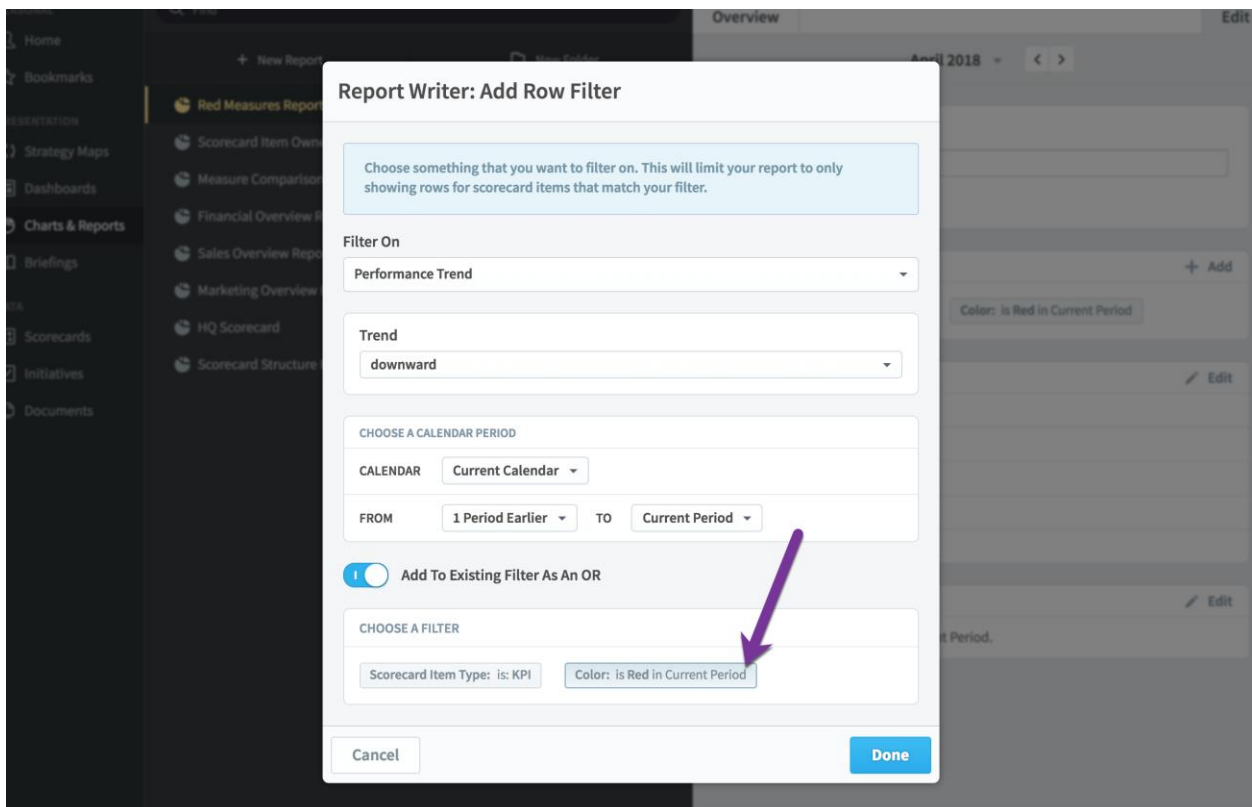 Find
Overview
Edit
Home
+ New Report
New Folder
April 2018
Bookmarks
Red Measures Report
Strategy Maps
Scorecard Item
Dashboards
Measure Comparison
Charts & Reports
Financial Overview
Briefings
Sales Overview
Marketing Overview
Scorecards
HQ Scorecard
Initiatives
Scorecard Structure
Documents
Report Writer: Add Row Filter
Choose something that you want to filter on. This will limit your report to only
showing rows for scorecard items that match your filter.
Filter On
Performance Trend
Trend
downward
CHOOSE A CALENDAR PERIOD
CALENDAR Current Calendar
FROM 1 Period Earlier TO Current Period
Add To Existing Filter As An OR
CHOOSE A FILTER
Scorecard Item Type: is: KPI Color: is Red in Current Period
Cancel Done
+ Add
Color: is Red in Current Period
Edit
Edit
Period.